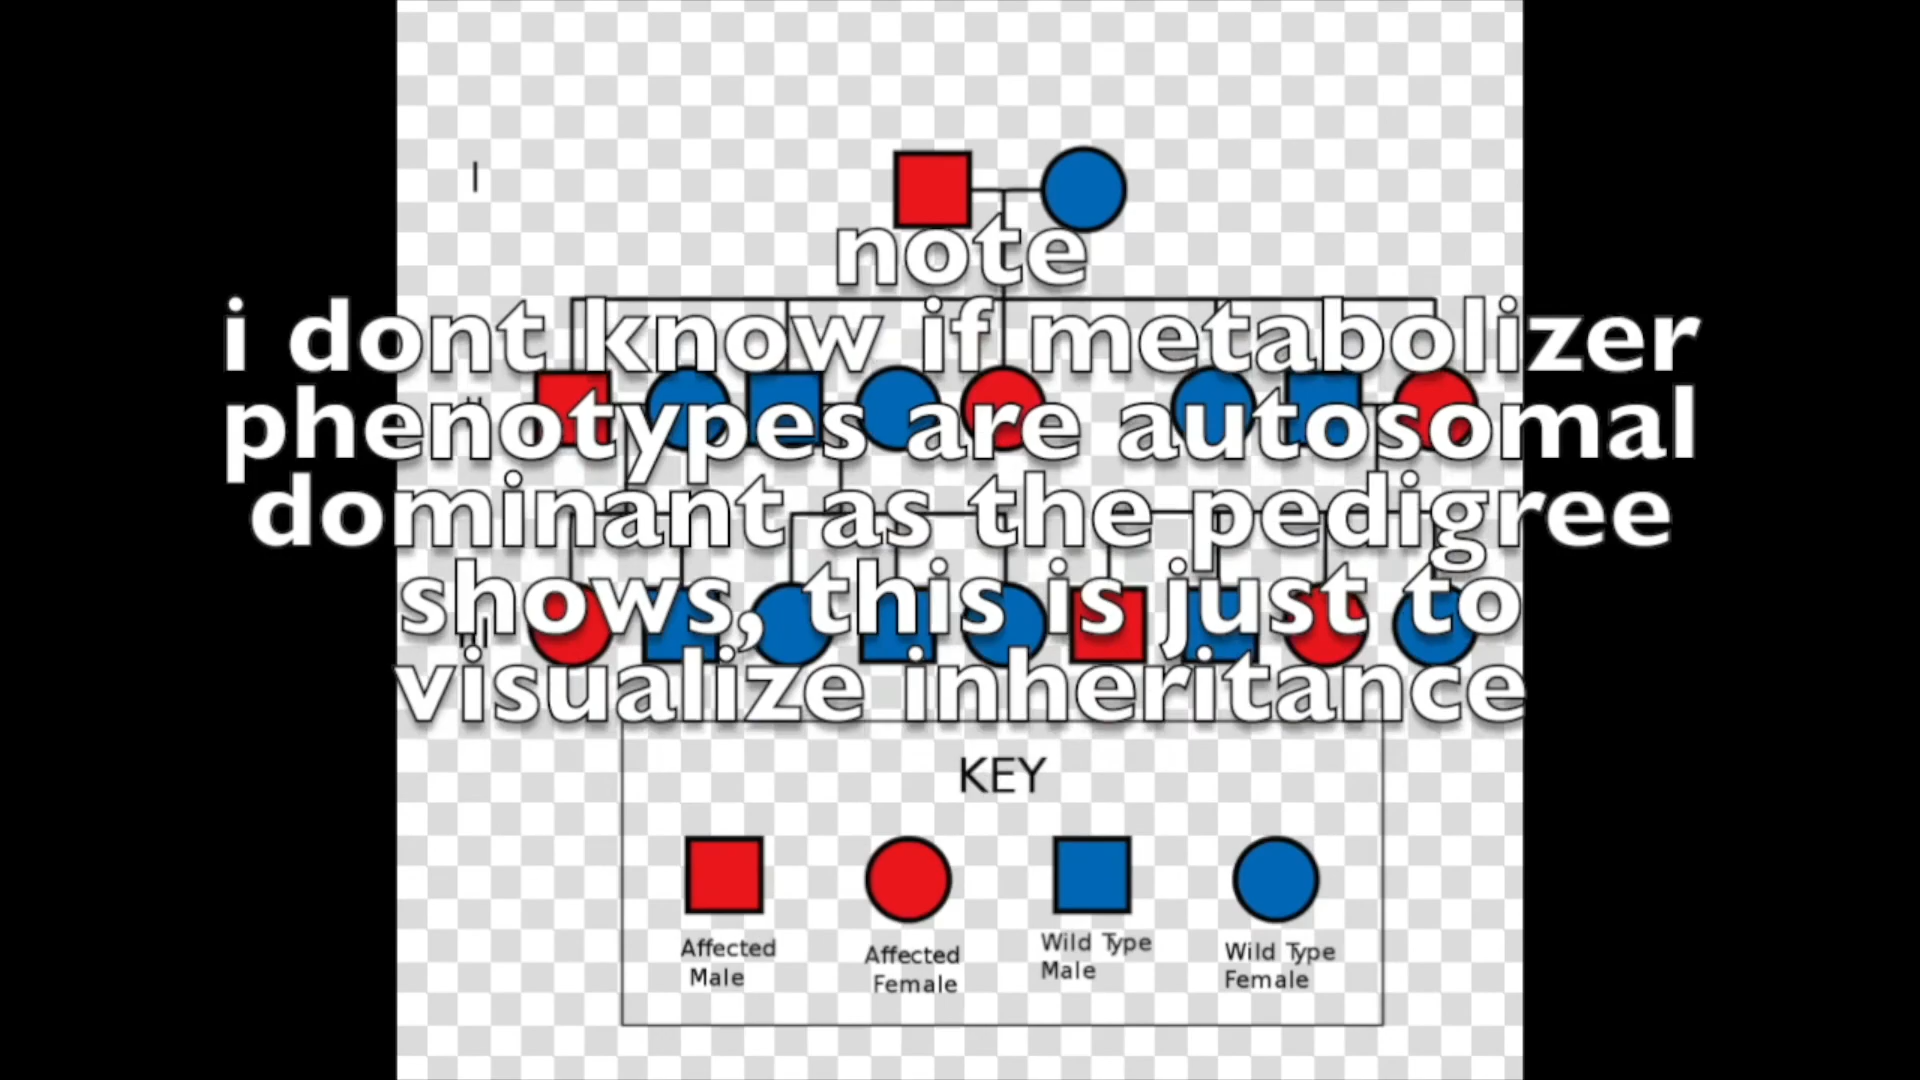 I
note
i dont know if metabolizer
phenotypes are autosomal
dominant as the pedigree
shows, this is just to
visualize inheritance
KEY
Affected
Male
Affected
Female
Wild Type
Male
Wild Type
Female